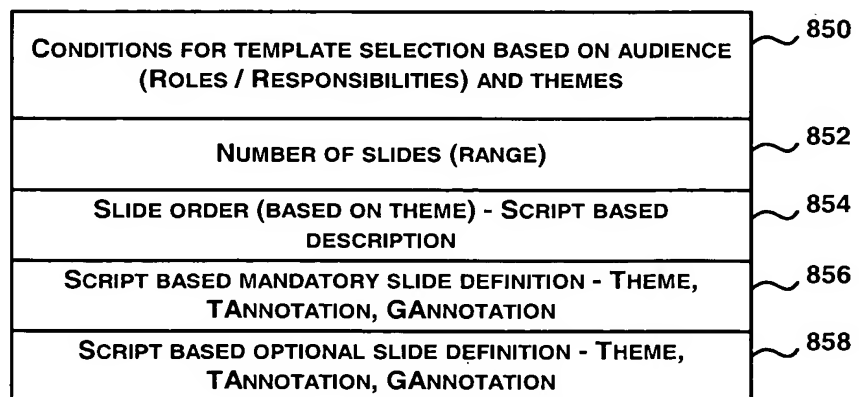 CONDITIONS FOR TEMPLATE SELECTION BASED ON AUDIENCE
(ROLES / RESPONSIBILITIES) AND THEMES
850
NUMBER OF SLIDES (RANGE)
852
SLIDE ORDER (BASED ON THEME) - SCRIPT BASED
DESCRIPTION
854
SCRIPT BASED MANDATORY SLIDE DEFINITION - THEME,
TANNOTATION, GANNOTATION
856
SCRIPT BASED OPTIONAL SLIDE DEFINITION - THEME,
TANNOTATION, GANNOTATION
858